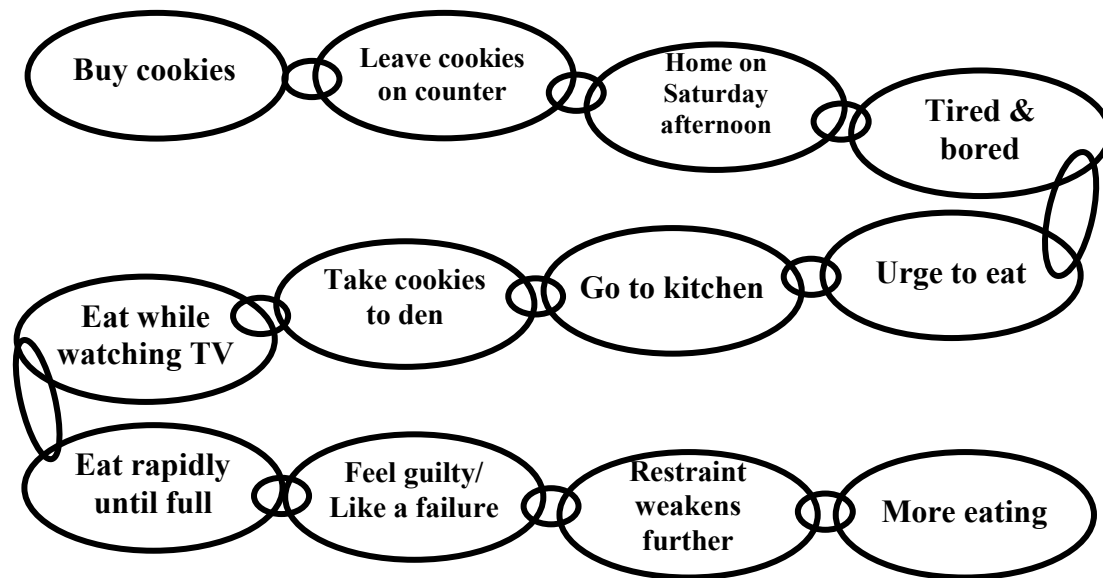 Buy cookies
Leave cookies
on counter
Home on
Saturday
afternoon
Tired &
bored
Urge to eat
Go to kitchen
Take cookies
to den
Eat while
watching TV
Eat rapidly
until full
Feel guilty/
Like a failure
Restraint
weakens
further
More eating